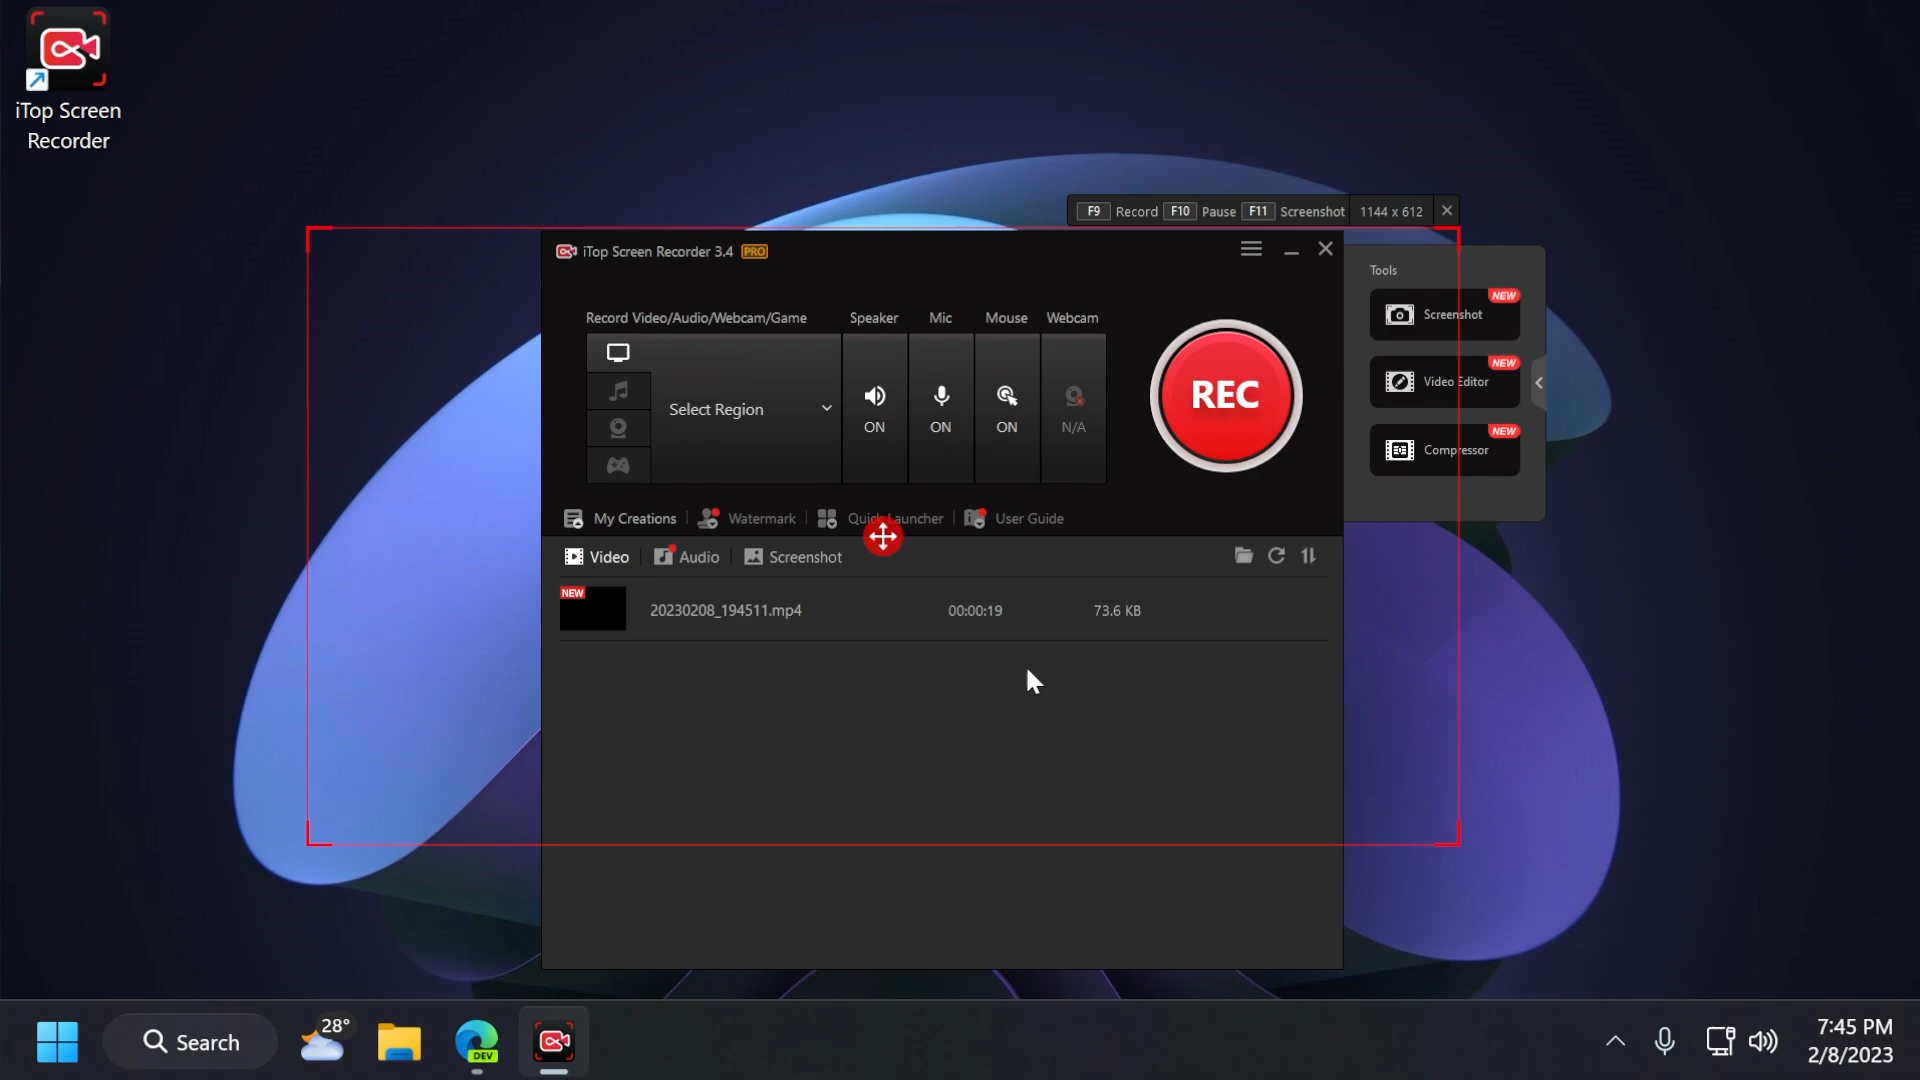 iTop Screen
Recorder
F9 Record F10 Pause F11 Screenshot 1144 x 612
iTop Screen Recorder 3.4 PRO
Tools
Record Video/Audio/Webcam/Game Speaker Mic Mouse Webcam
Select Region
ON ON ON N/A
REC
NEW
Screenshot
NEW
Video Editor
NEW
Compressor
My Creations Watermark Quick Launcher User Guide
Video Audio Screenshot
NEW
20230208_194511.mp4 00:00:19 73.6 KB
28°
Search
DEV
7:45 PM
2/8/2023